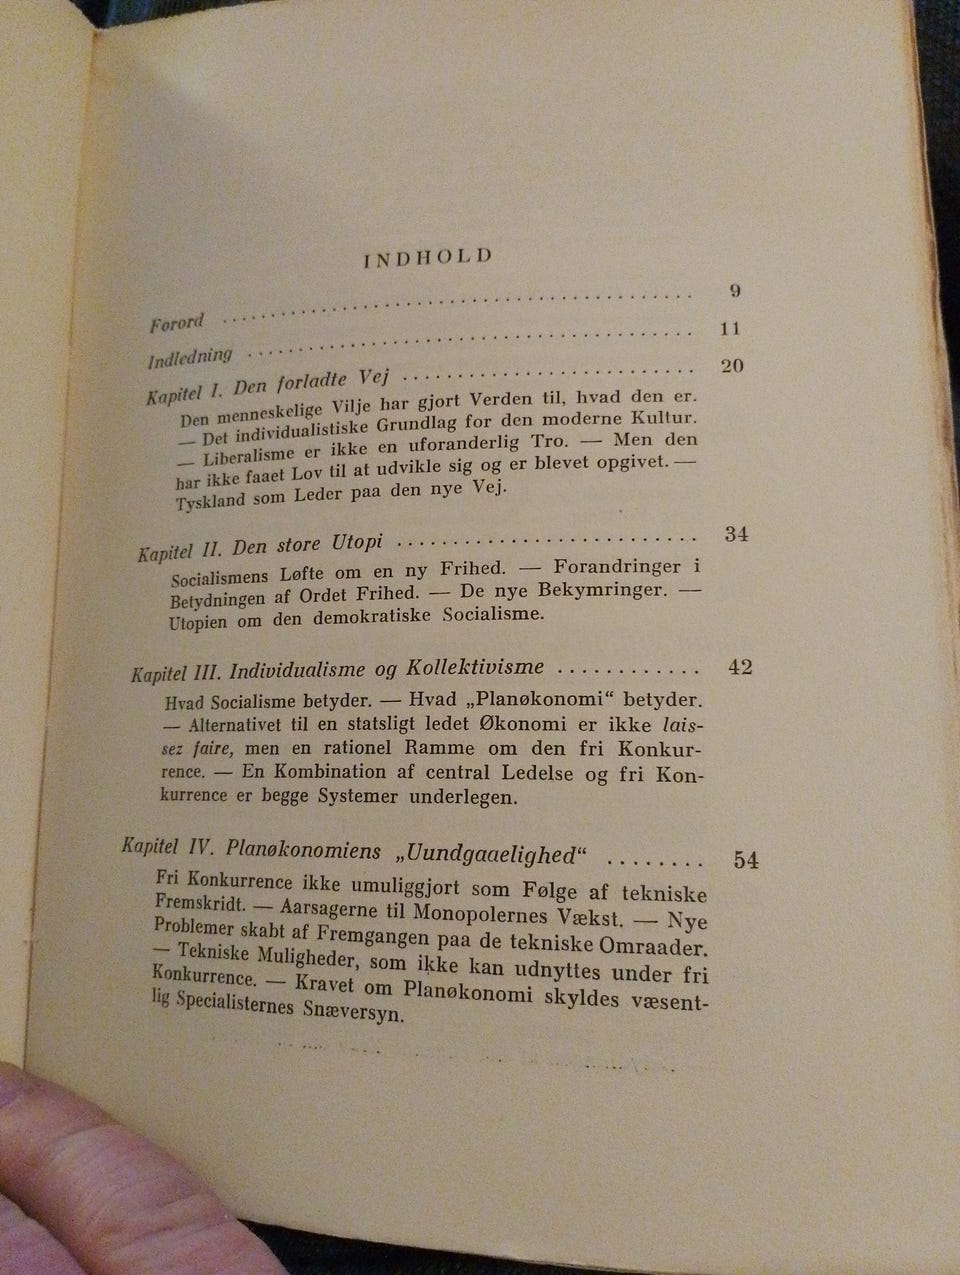 INDHOLD
Forord ........................................ 9
Indledning ..................................... 11
Kapitel I. Den forladte Vej .......................... 20
Den menneskelige Vilje har gjort Verden til, hvad den er.
— Det individualistiske Grundlag for den moderne Kultur.
— Liberalisme er ikke en uforanderlig Tro. — Men den
har ikke faaet Lov til at udvikle sig og er blevet opgivet. —
Tyskland som Leder paa den nye Vej.
Kapitel II. Den store Utopi ........................... 34
Socialismens Løfte om en ny Frihed. — Forandringer i
Betydningen af Ordet Frihed. — De nye Bekymringer. —
Utopien om den demokratiske Socialisme.
Kapitel III. Individualisme og Kollektivisme ............. 42
Hvad Socialisme betyder. — Hvad „Planøkonomi“ betyder.
— Alternativet til en statsligt ledet Økonomi er ikke lais-
sez faire, men en rationel Ramme om den fri Konkur-
rence. — En Kombination af central Ledelse og fri Kon-
kurrence er begge Systemer underlegen.
Kapitel IV. Planøkonomiens „Uundgaaelighed“ ........ 54
Fri Konkurrence ikke umuliggjort som Følge af tekniske
Fremskridt. — Aarsagerne til Monopolernes Vækst. — Nye
Problemer skabt af Fremgangen paa de tekniske Omraader.
— Tekniske Muligheder, som ikke kan udnyttes under fri
Konkurrence. — Kravet om Planøkonomi skyldes væsent-
lig Specialisternes Snæversyn.